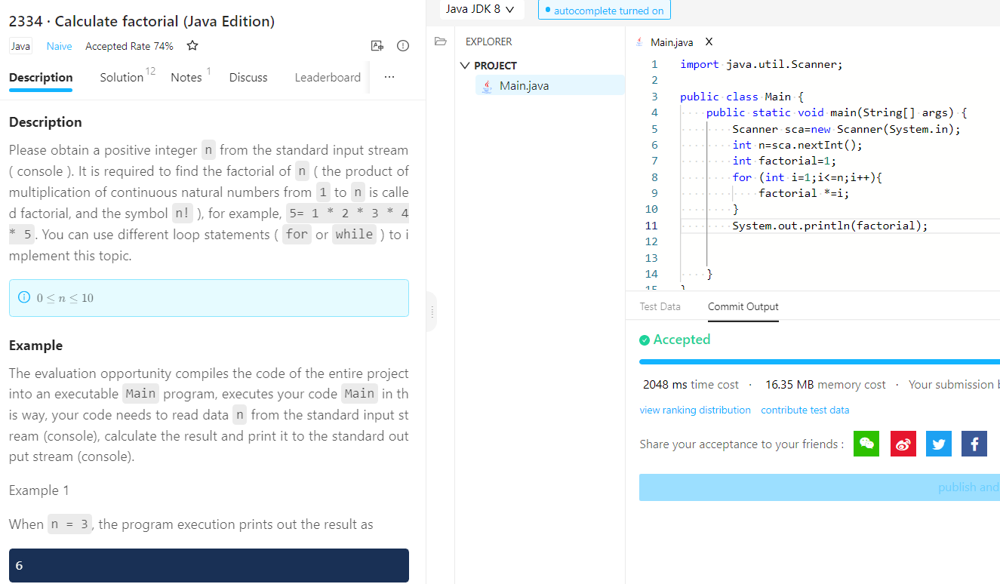 2334 · Calculate factorial (Java Edition)
Java Naive Accepted Rate 74%
Description Solution 12 Notes 1 Discuss Leaderboard ...
Description
Please obtain a positive integer n from the standard input stream
( console ). It is required to find the factorial of n ( the product of
multiplication of continuous natural numbers from 1 to n is calle
d factorial, and the symbol n! ), for example, 5= 1 * 2 * 3 * 4
* 5. You can use different loop statements ( for or while ) to i
mplement this topic.
0 ≤ n ≤ 10
Example
The evaluation opportunity compiles the code of the entire project
into an executable Main program, executes your code Main in th
is way, your code needs to read data n from the standard input st
ream (console), calculate the result and print it to the standard out
put stream (console).
Example 1
When n = 3, the program execution prints out the result as
6
Java JDK 8
autocomplete turned on
EXPLORER
PROJECT
Main.java
Main.java X
1 import java.util.Scanner;
2
3 public class Main {
4 public static void main(String[] args) {
5 Scanner sca=new Scanner(System.in);
6 int n=sca.nextInt();
7 int factorial=1;
8 for (int i=1;i<=n;i++){
9 factorial *=i;
10 }
11 System.out.println(factorial);
12
13
14 }
15 }
Test Data Commit Output
Accepted
2048 ms time cost · 16.35 MB memory cost · Your submission
view ranking distribution contribute test data
Share your acceptance to your friends :
publish and